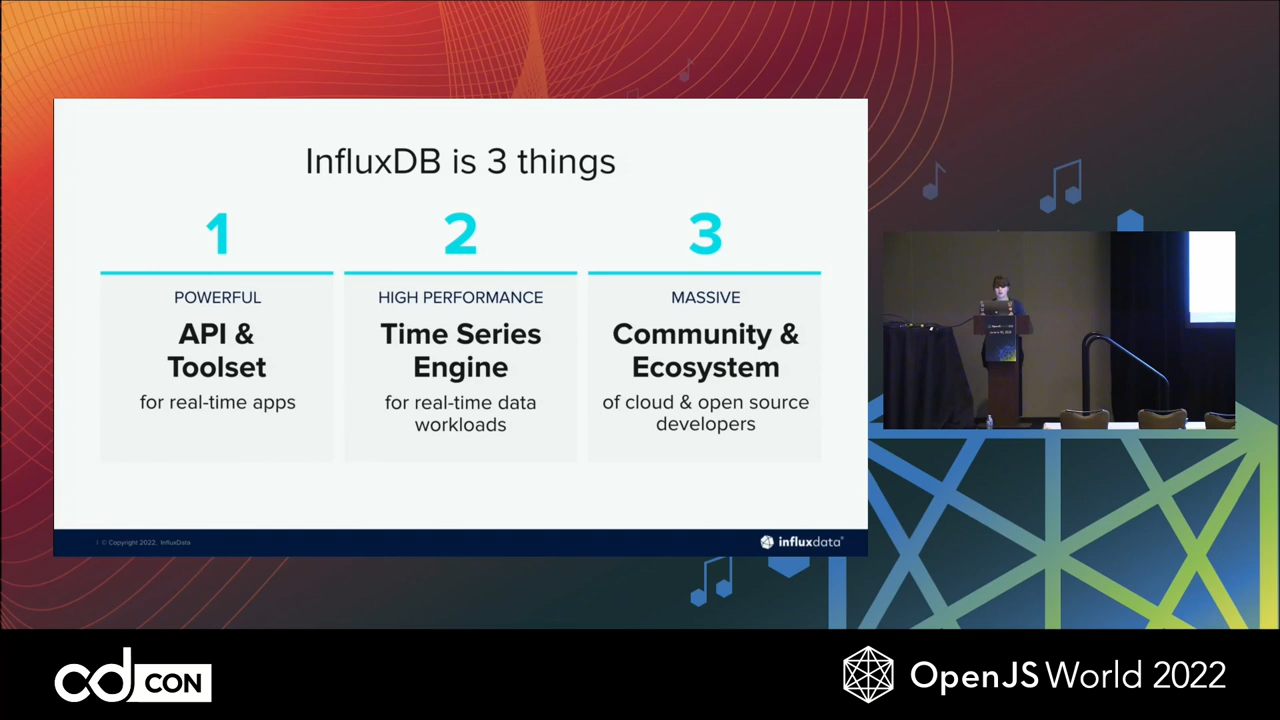 InfluxDB is 3 things
1
POWERFUL
API &
Toolset
for real-time apps
2
HIGH PERFORMANCE
Time Series
Engine
for real-time data
workloads
3
MASSIVE
Community &
Ecosystem
of cloud & open source
developers
| © Copyright 2022, InfluxData
influxdata®
cd CON
OpenJS World 2022